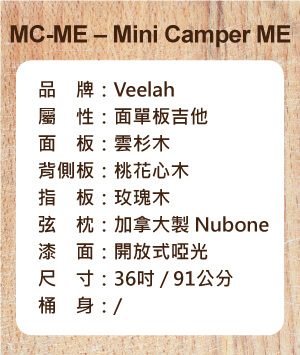 MC-ME – Mini Camper ME
品　牌：Veelah
屬　性：面單板吉他
面　板：雲杉木
背側板：桃花心木
指　板：玫瑰木
弦　枕：加拿大製 Nubone
漆　面：開放式啞光
尺　寸：36吋 / 91公分
桶　身：/